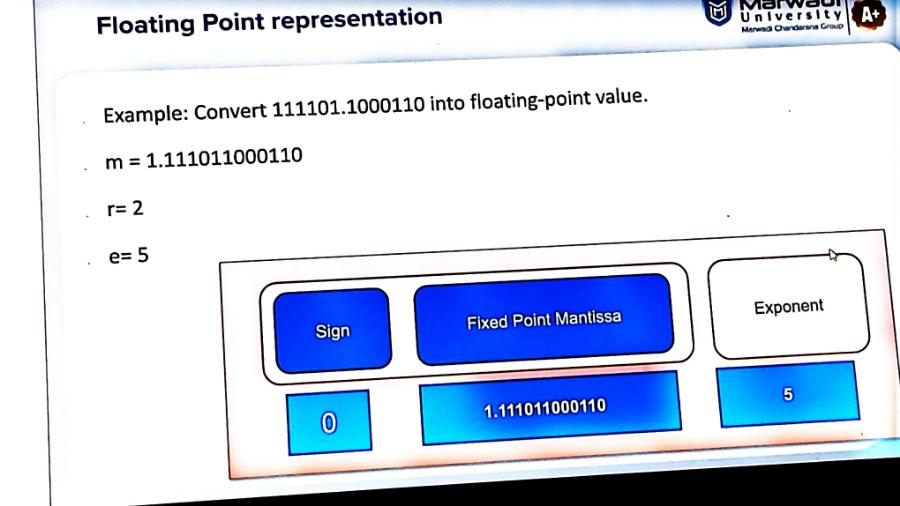 Floating Point representation
Marwadi
University
Marwadi Chandarana Group
A+
Example: Convert 111101.1000110 into floating-point value.
m = 1.111011000110
r= 2
e= 5
Sign
Fixed Point Mantissa
Exponent
0
1.111011000110
5